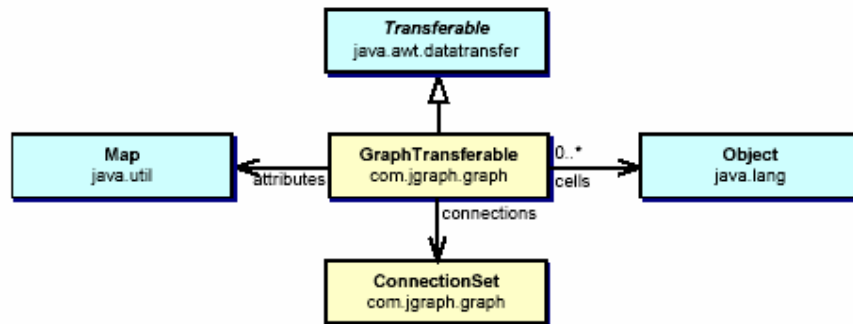 Transferable
java.awt.datatransfer
Map
java.util
attributes
GraphTransferable
com.jgraph.graph
0..*
cells
Object
java.lang
connections
ConnectionSet
com.jgraph.graph